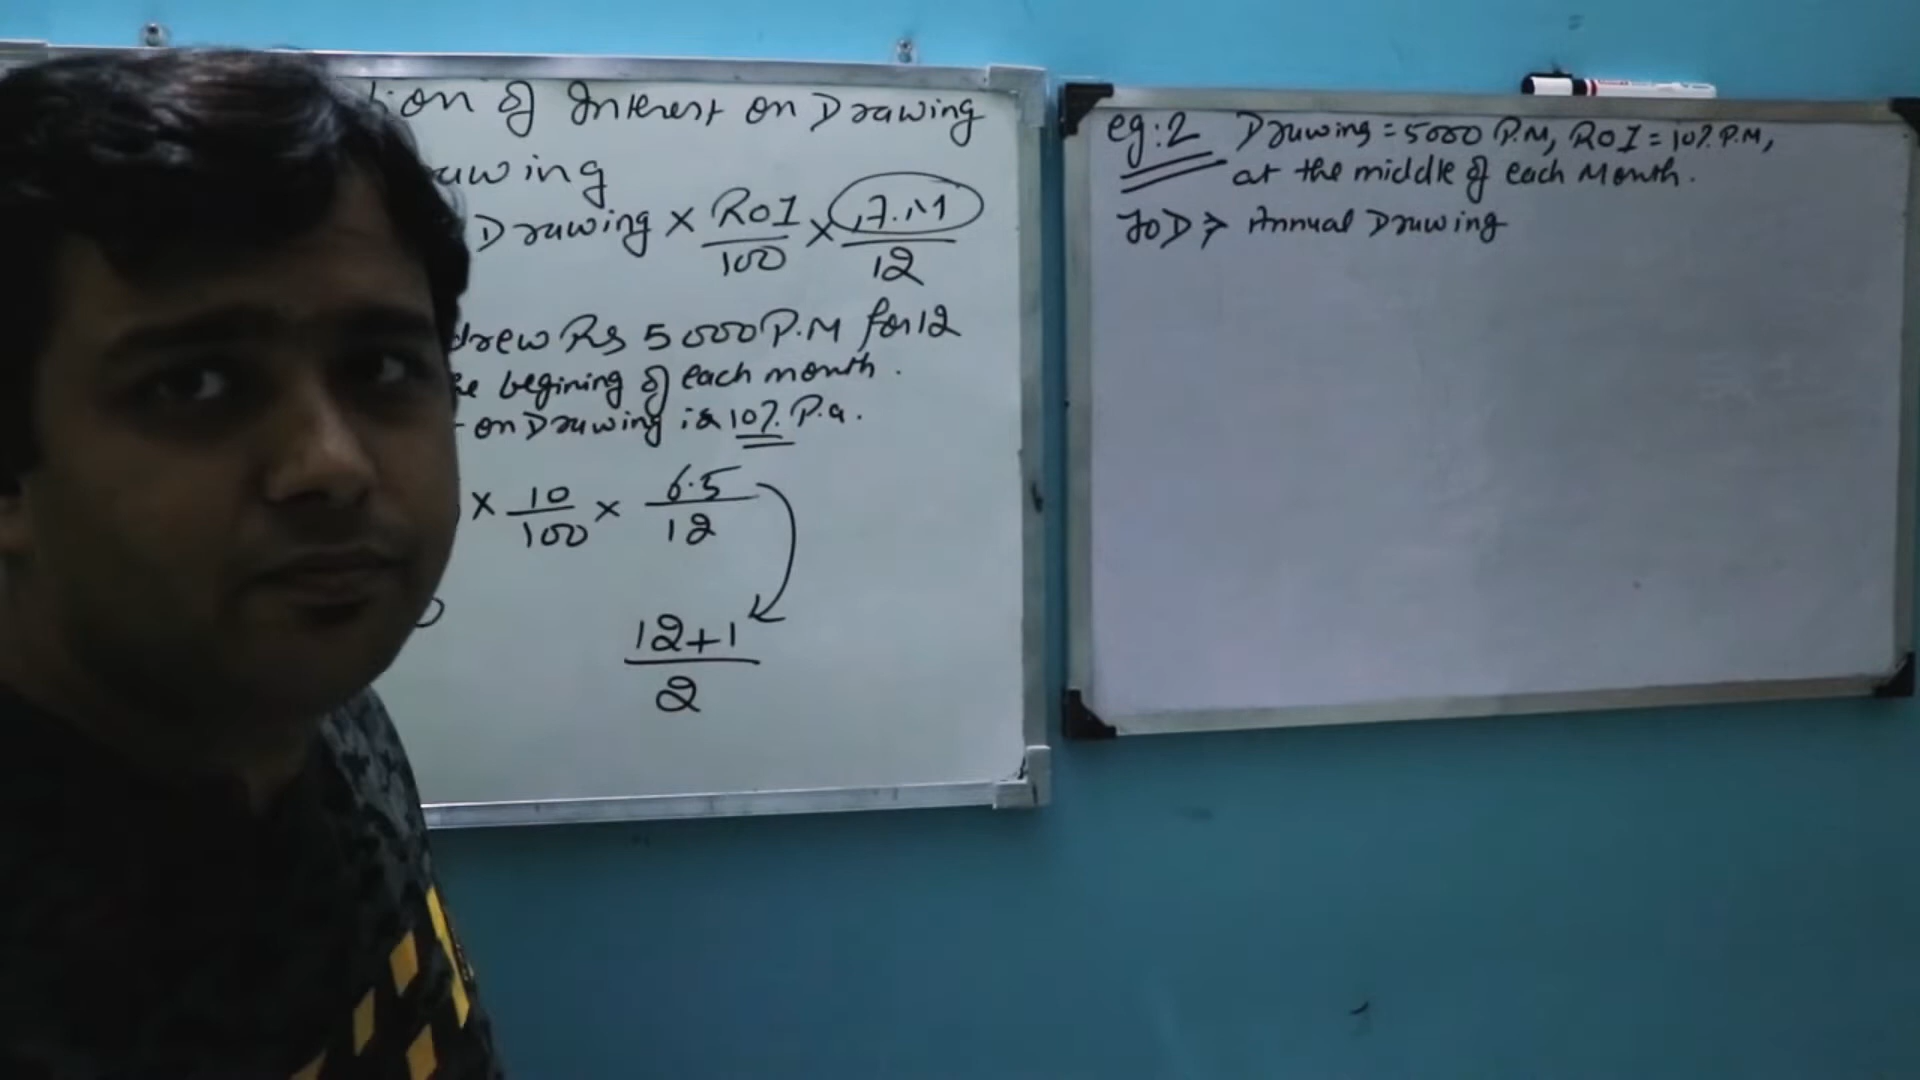 ion of Interest on Drawing
awing
Drawing × ROI/100 × A.M/12
drew Rs 5000 P.M for 12
he begining of each month.
on Drawing is 10% P.a.
× 10/100 × 6.5/12
12+1/2
eg:2 Drawing = 5000 P.M, ROI = 10% P.M,
at the middle of each Month.
IOD => Annual Drawing